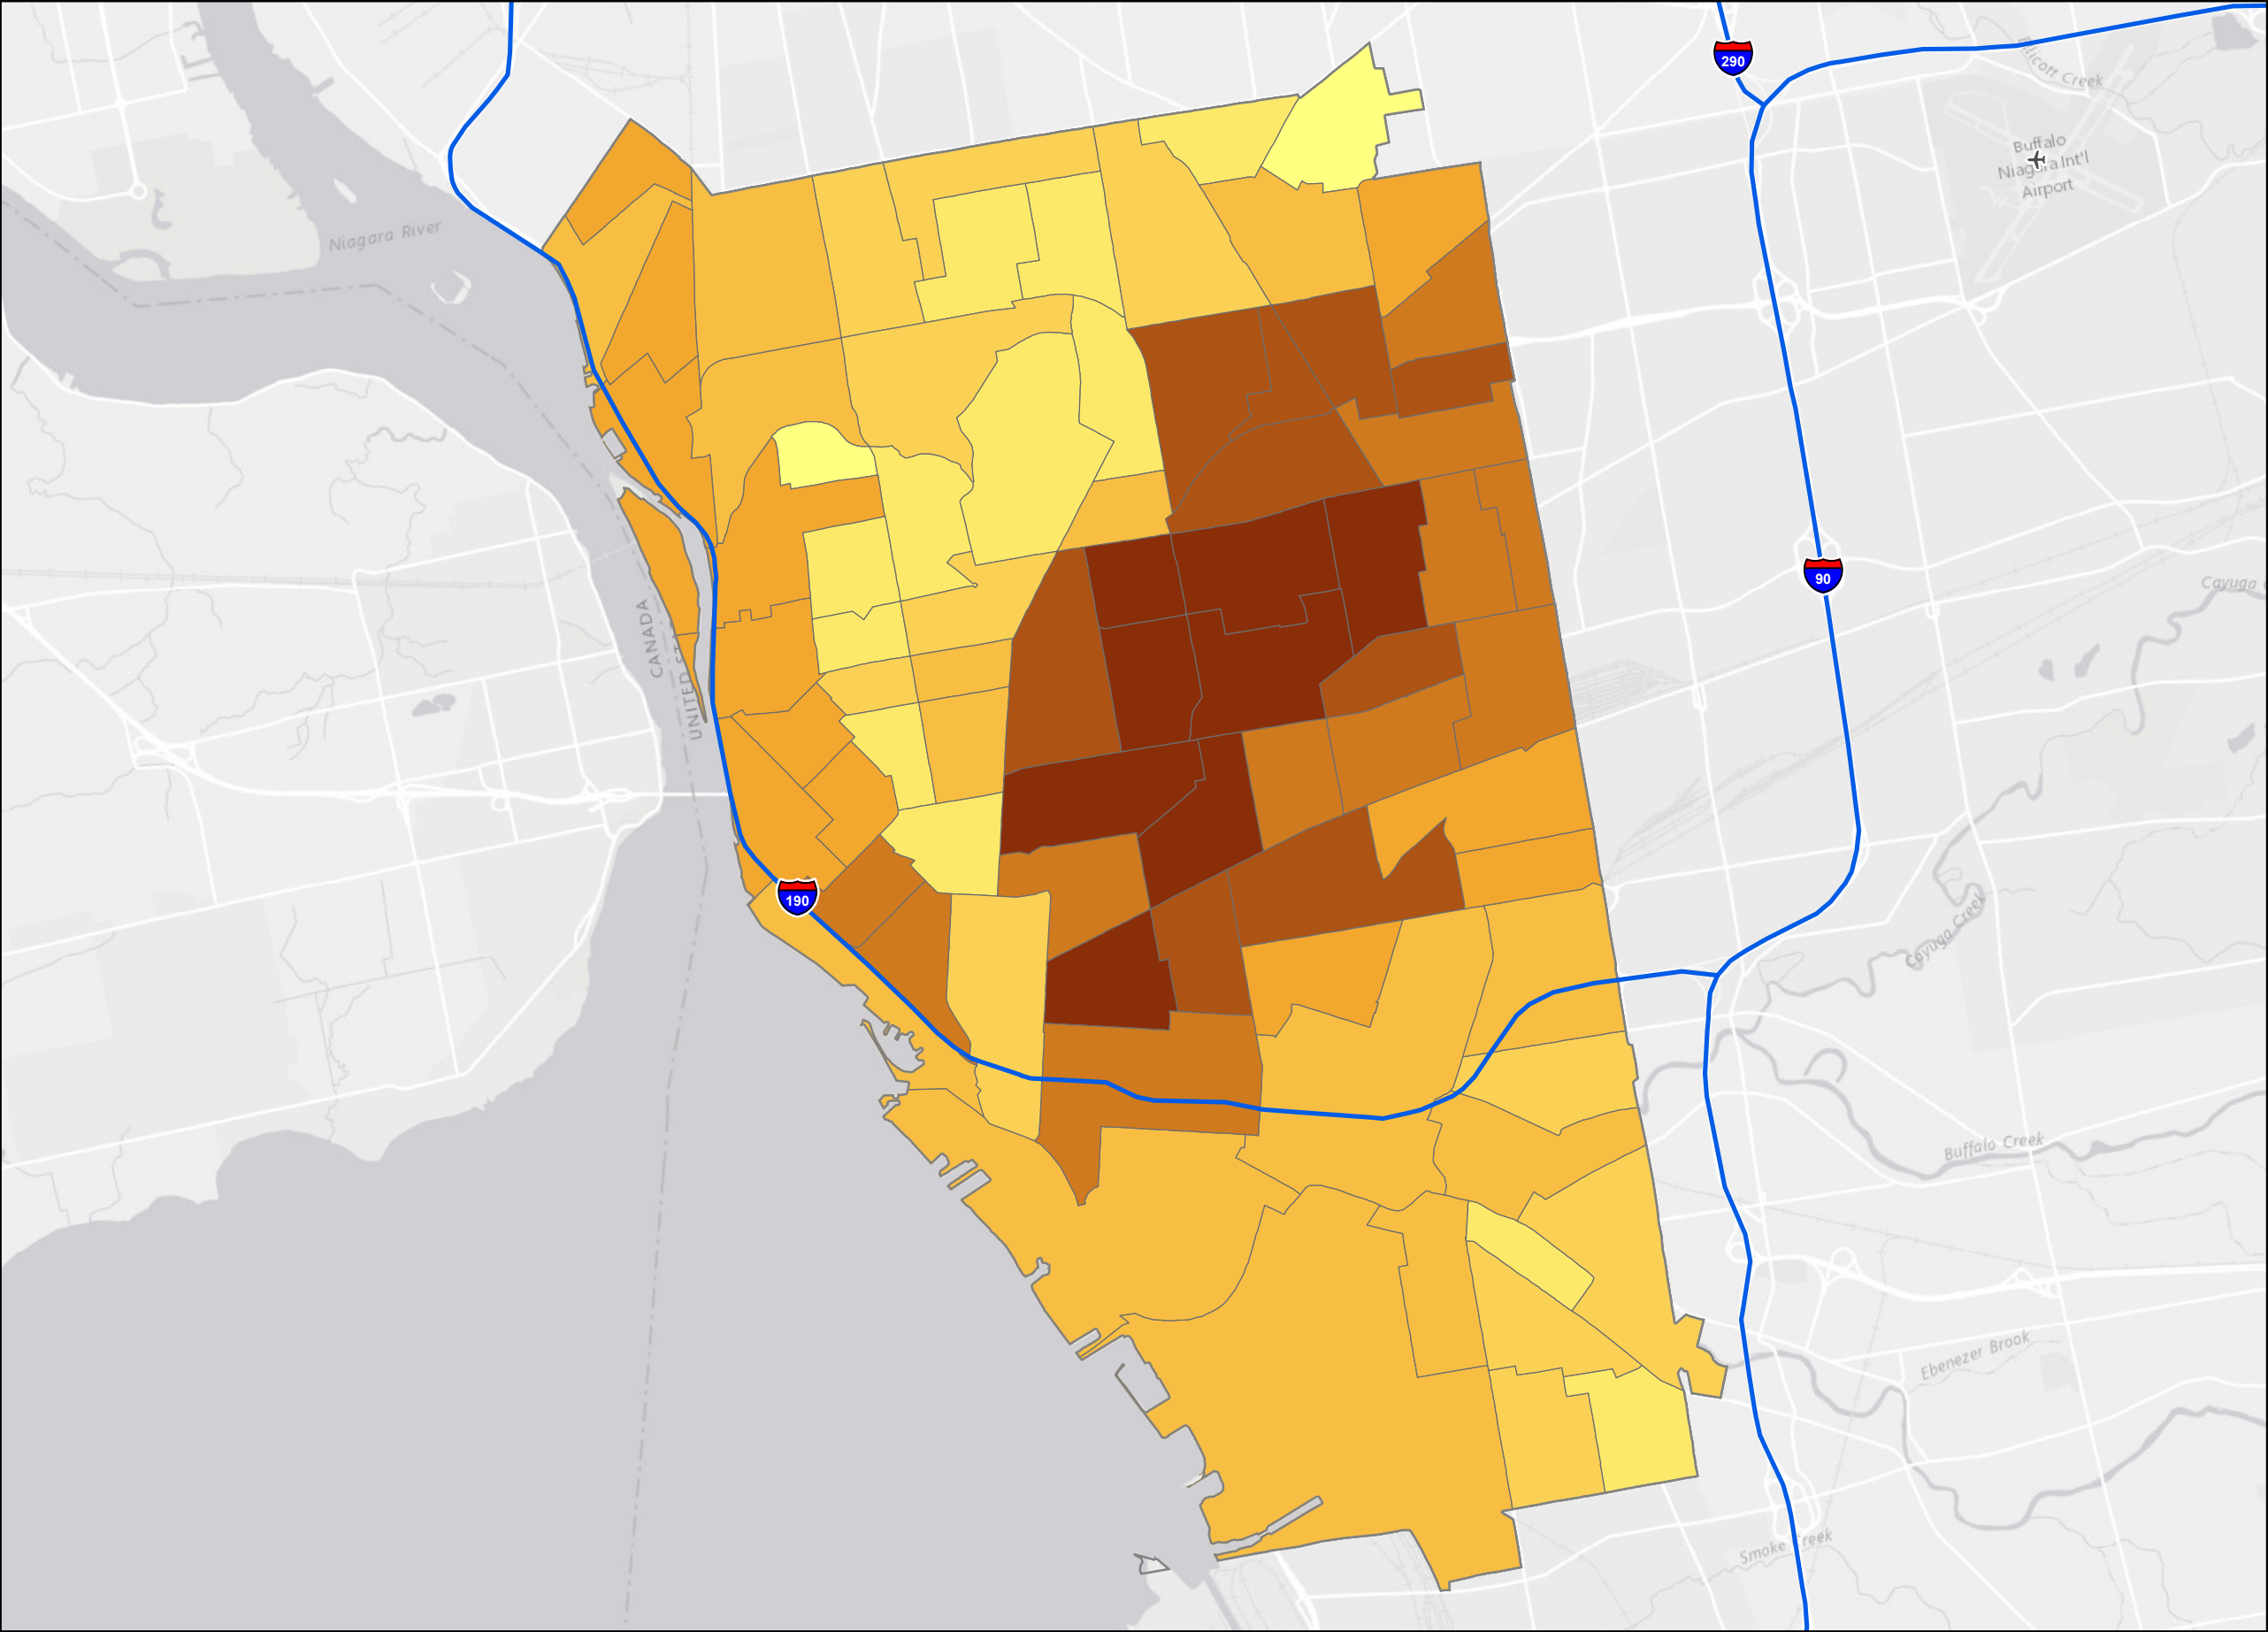 290
Ellicott Creek
Buffalo
Niagara Int'l
Airport
Niagara River
90
Cayuga
CANADA
UNITED STAT
190
Cayuga Creek
Buffalo Creek
Ebenezer Brook
Smoke Creek